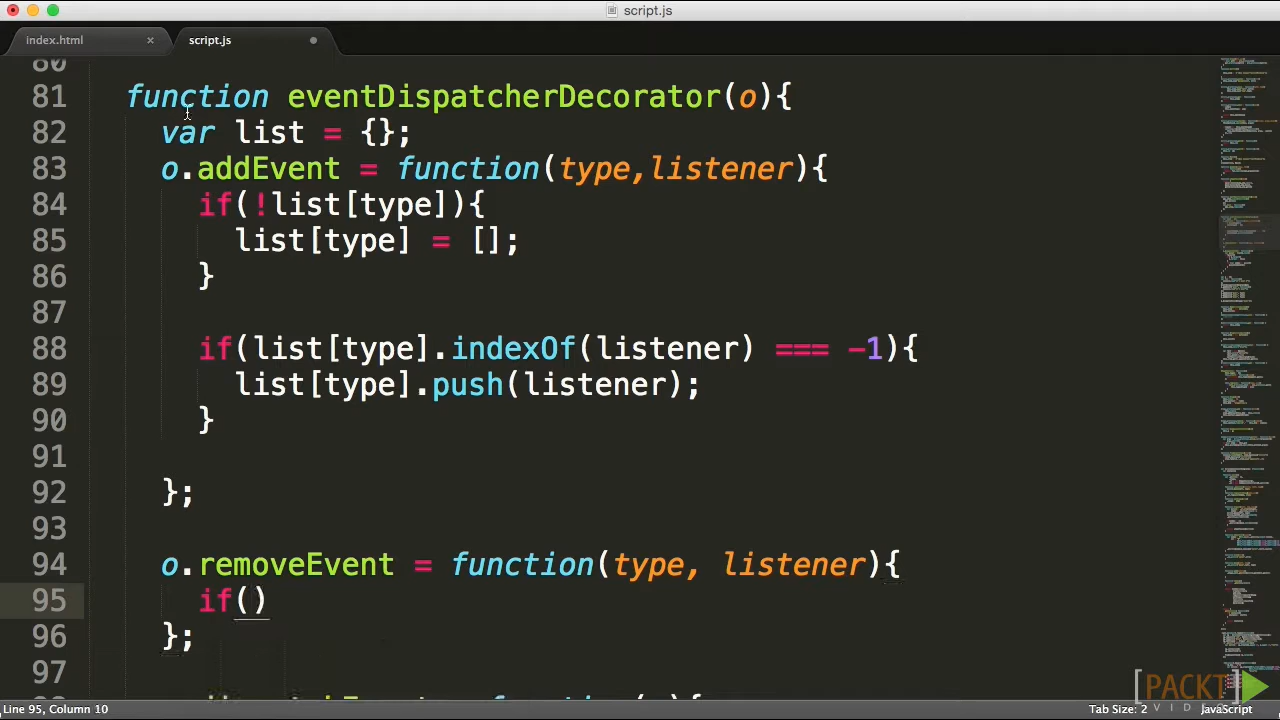 script.js
index.html × script.js
80
81 function eventDispatcherDecorator(o){
82 var list = {};
83 o.addEvent = function(type,listener){
84 if(!list[type]){
85 list[type] = [];
86 }
87
88 if(list[type].indexOf(listener) === -1){
89 list[type].push(listener);
90 }
91
92 };
93
94 o.removeEvent = function(type, listener){
95 if()
96 };
97
Line 95, Column 10 Tab Size: 2 JavaScript
[PACKT]
VIDEO